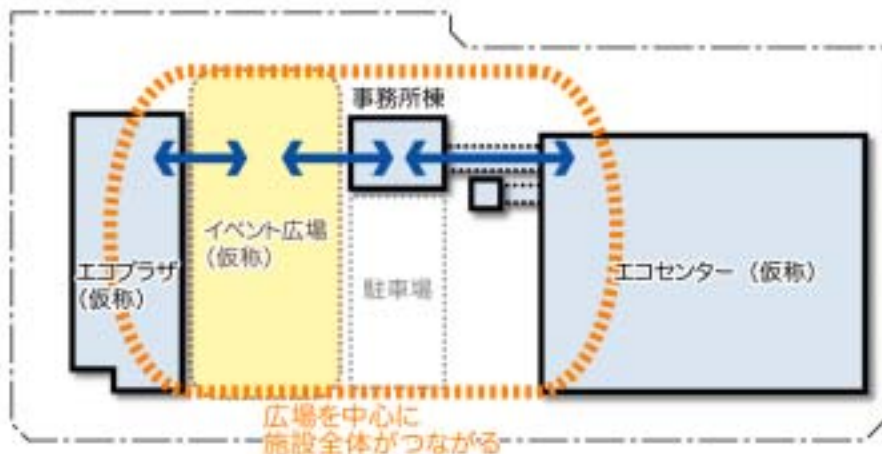 事務所棟
イベント広場
(仮称)
エコプラザ
(仮称)
駐車場
エコセンター (仮称)
広場を中心に
施設全体がつながる